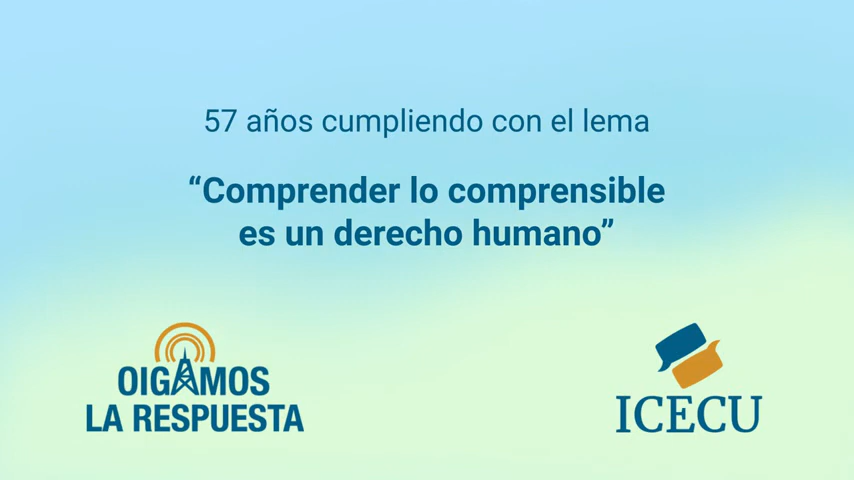 57 años cumpliendo con el lema
“Comprender lo comprensible
es un derecho humano”
OIGAMOS
LA RESPUESTA
ICECU